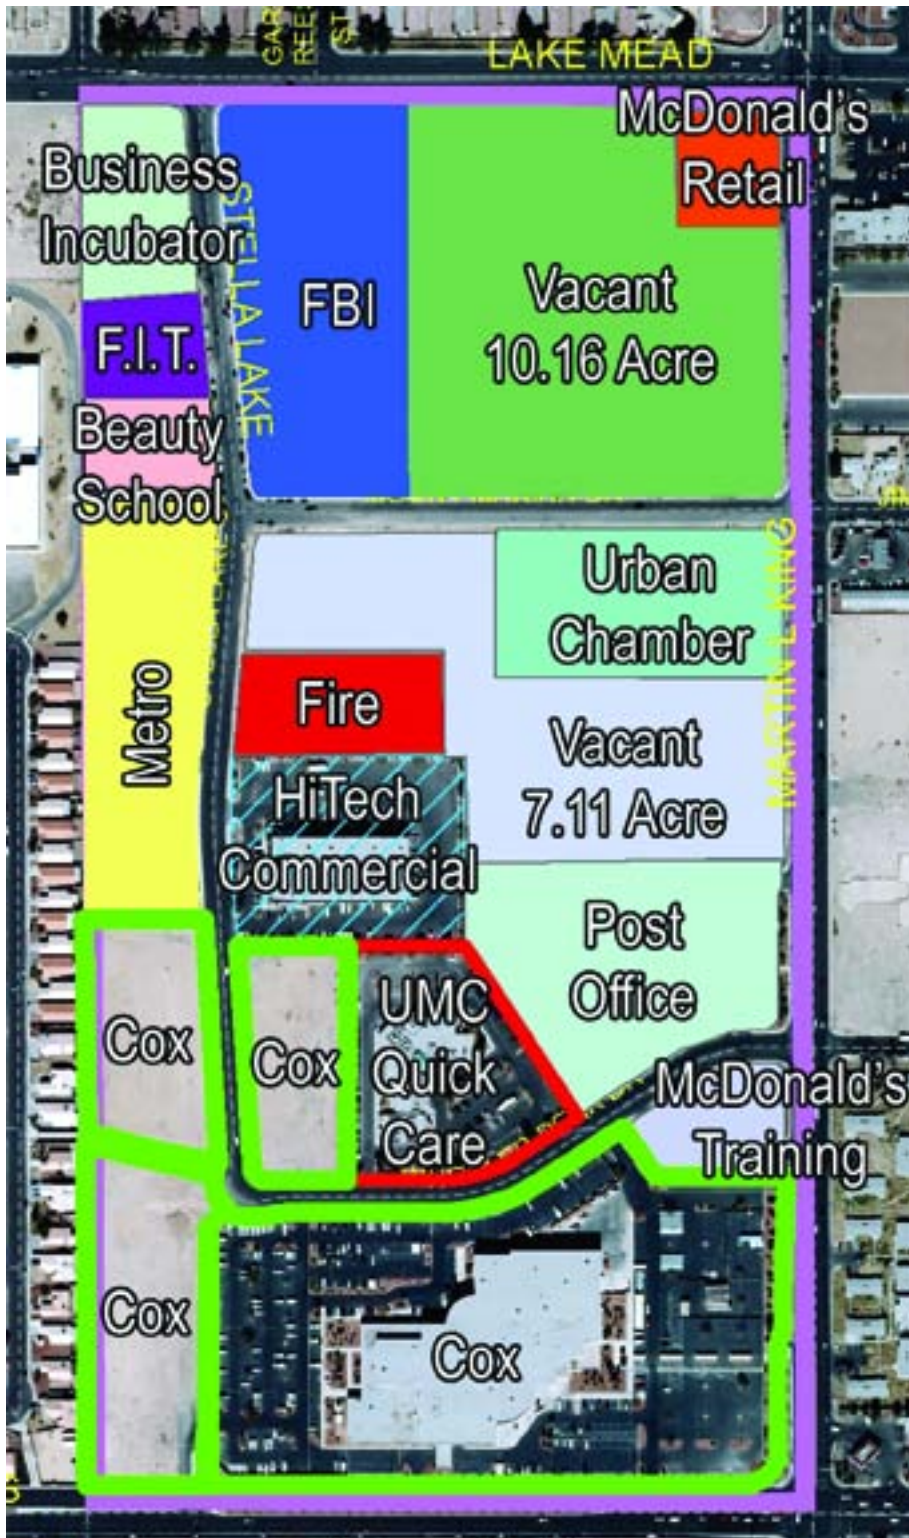 LAKE MEAD
McDonald's
Retail
Business
Incubator
STELLA LAKE
FBI
Vacant
10.16 Acre
F.I.T.
Beauty
School
Urban
Chamber
MARTIN L KING
Metro
Fire
Vacant
7.11 Acre
HiTech
Commercial
Post
Office
Cox
Cox
UMC
Quick
Care
McDonald's
Training
Cox
Cox